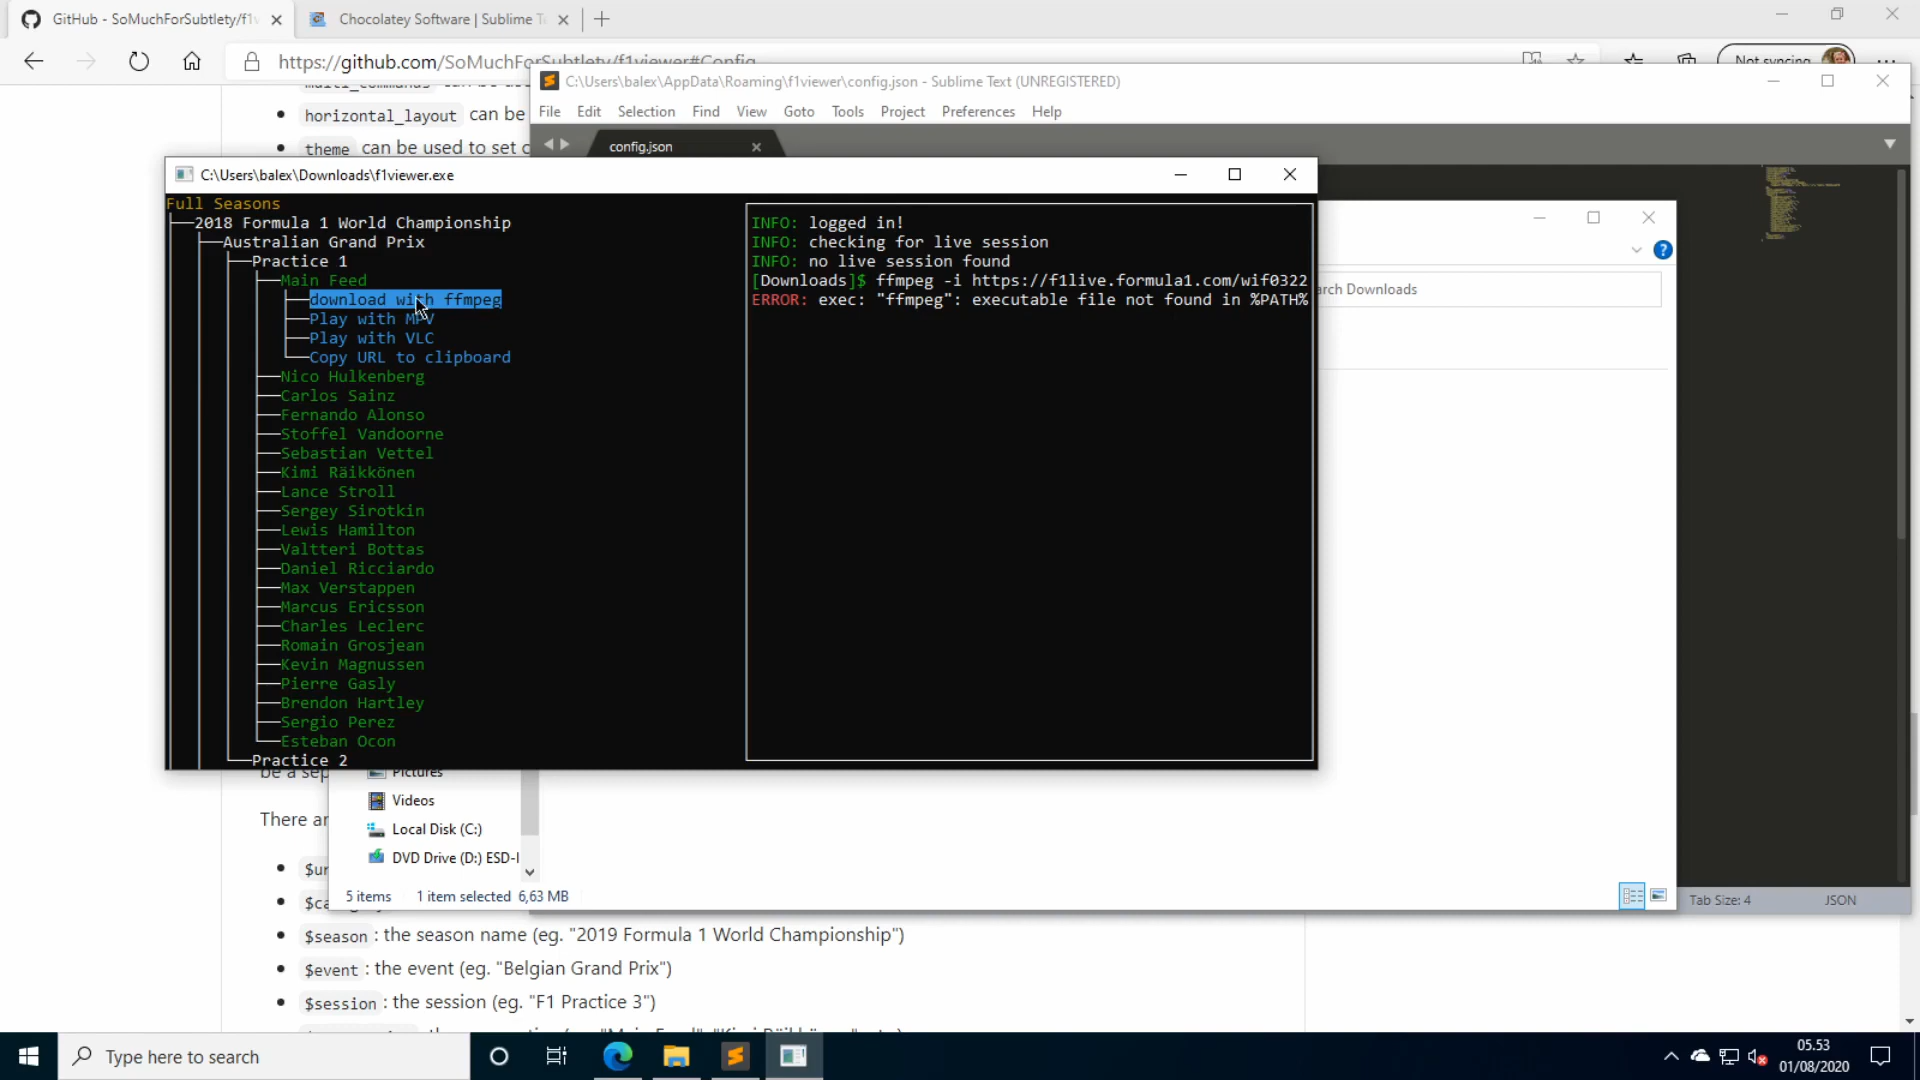 GitHub - SoMuchForSubtlety/f1v
Chocolatey Software | Sublime T
https://github.com/SoMuchForSubtlety/f1viewer#Config
Not syncing
C:\Users\balex\AppData\Roaming\f1viewer\config.json - Sublime Text (UNREGISTERED)
File Edit Selection Find View Goto Tools Project Preferences Help
config.json
multi_commands can be us
horizontal_layout can be
theme can be used to set c
C:\Users\balex\Downloads\f1viewer.exe
Full Seasons
2018 Formula 1 World Championship
Australian Grand Prix
Practice 1
Main Feed
download with ffmpeg
Play with MPV
Play with VLC
Copy URL to clipboard
Nico Hulkenberg
Carlos Sainz
Fernando Alonso
Stoffel Vandoorne
Sebastian Vettel
Kimi Räikkönen
Lance Stroll
Sergey Sirotkin
Lewis Hamilton
Valtteri Bottas
Daniel Ricciardo
Max Verstappen
Marcus Ericsson
Charles Leclerc
Romain Grosjean
Kevin Magnussen
Pierre Gasly
Brendon Hartley
Sergio Perez
Esteban Ocon
Practice 2
INFO: logged in!
INFO: checking for live session
INFO: no live session found
[Downloads]$ ffmpeg -i https://f1live.formula1.com/wif0322
ERROR: exec: "ffmpeg": executable file not found in %PATH%
rch Downloads
be a sep
Pictures
Videos
Local Disk (C:)
DVD Drive (D:) ESD-I
5 items 1 item selected 6,63 MB
Tab Size: 4 JSON
There ar
$ur
$ca
$season: the season name (eg. "2019 Formula 1 World Championship")
$event: the event (eg. "Belgian Grand Prix")
$session: the session (eg. "F1 Practice 3")
Type here to search
05.53
01/08/2020